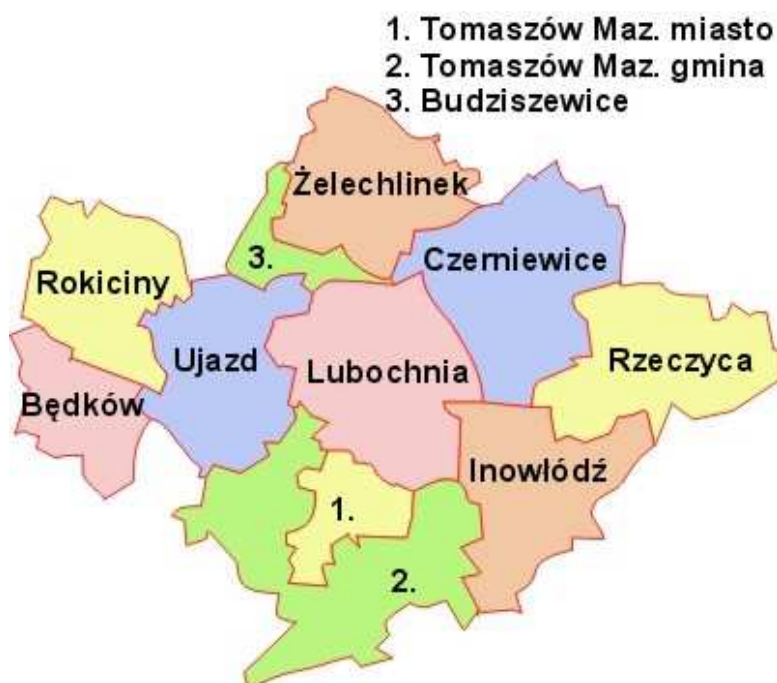 1. Tomaszów Maz. miasto
2. Tomaszów Maz. gmina
3. Budziszewice
Żelechlinek
3.
Czerniewice
Rokiciny
Ujazd
Lubochnia
Rzeczyca
Będków
Inowłódź
1.
2.